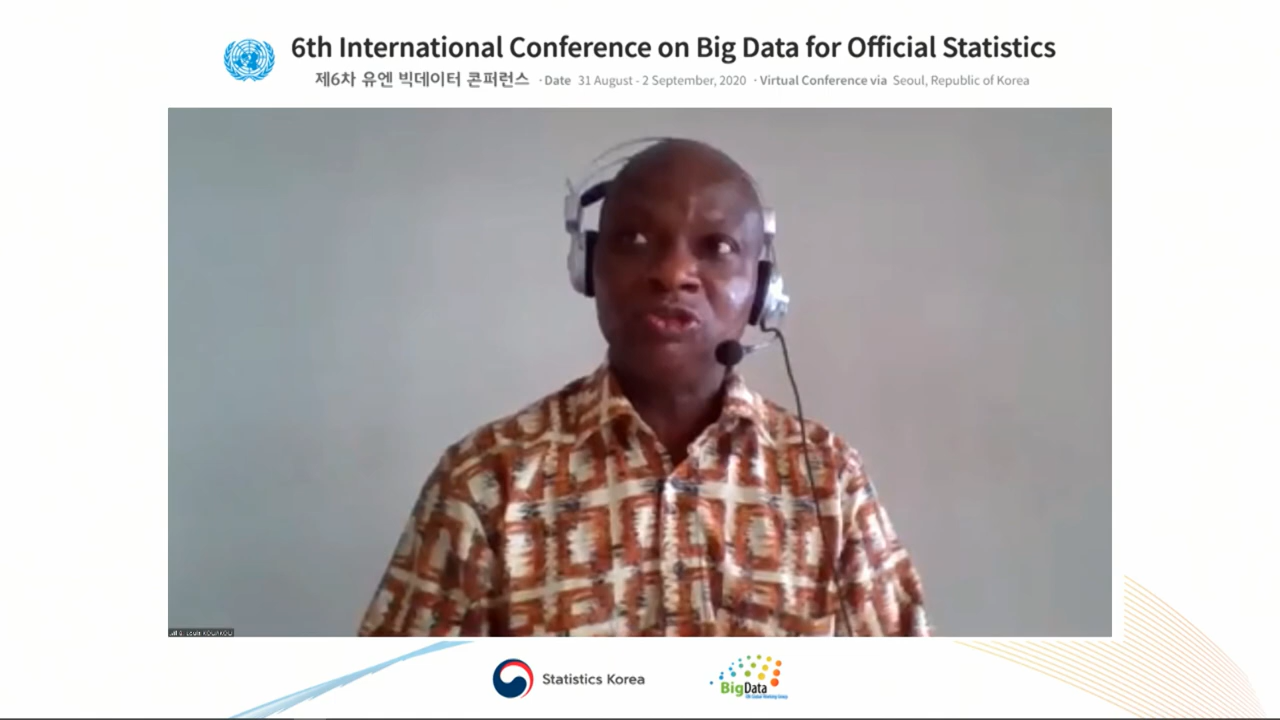 6th International Conference on Big Data for Official Statistics
제6차 유엔 빅데이터 콘퍼런스 · Date 31 August - 2 September, 2020 · Virtual Conference via Seoul, Republic of Korea
Statistics Korea
BigData